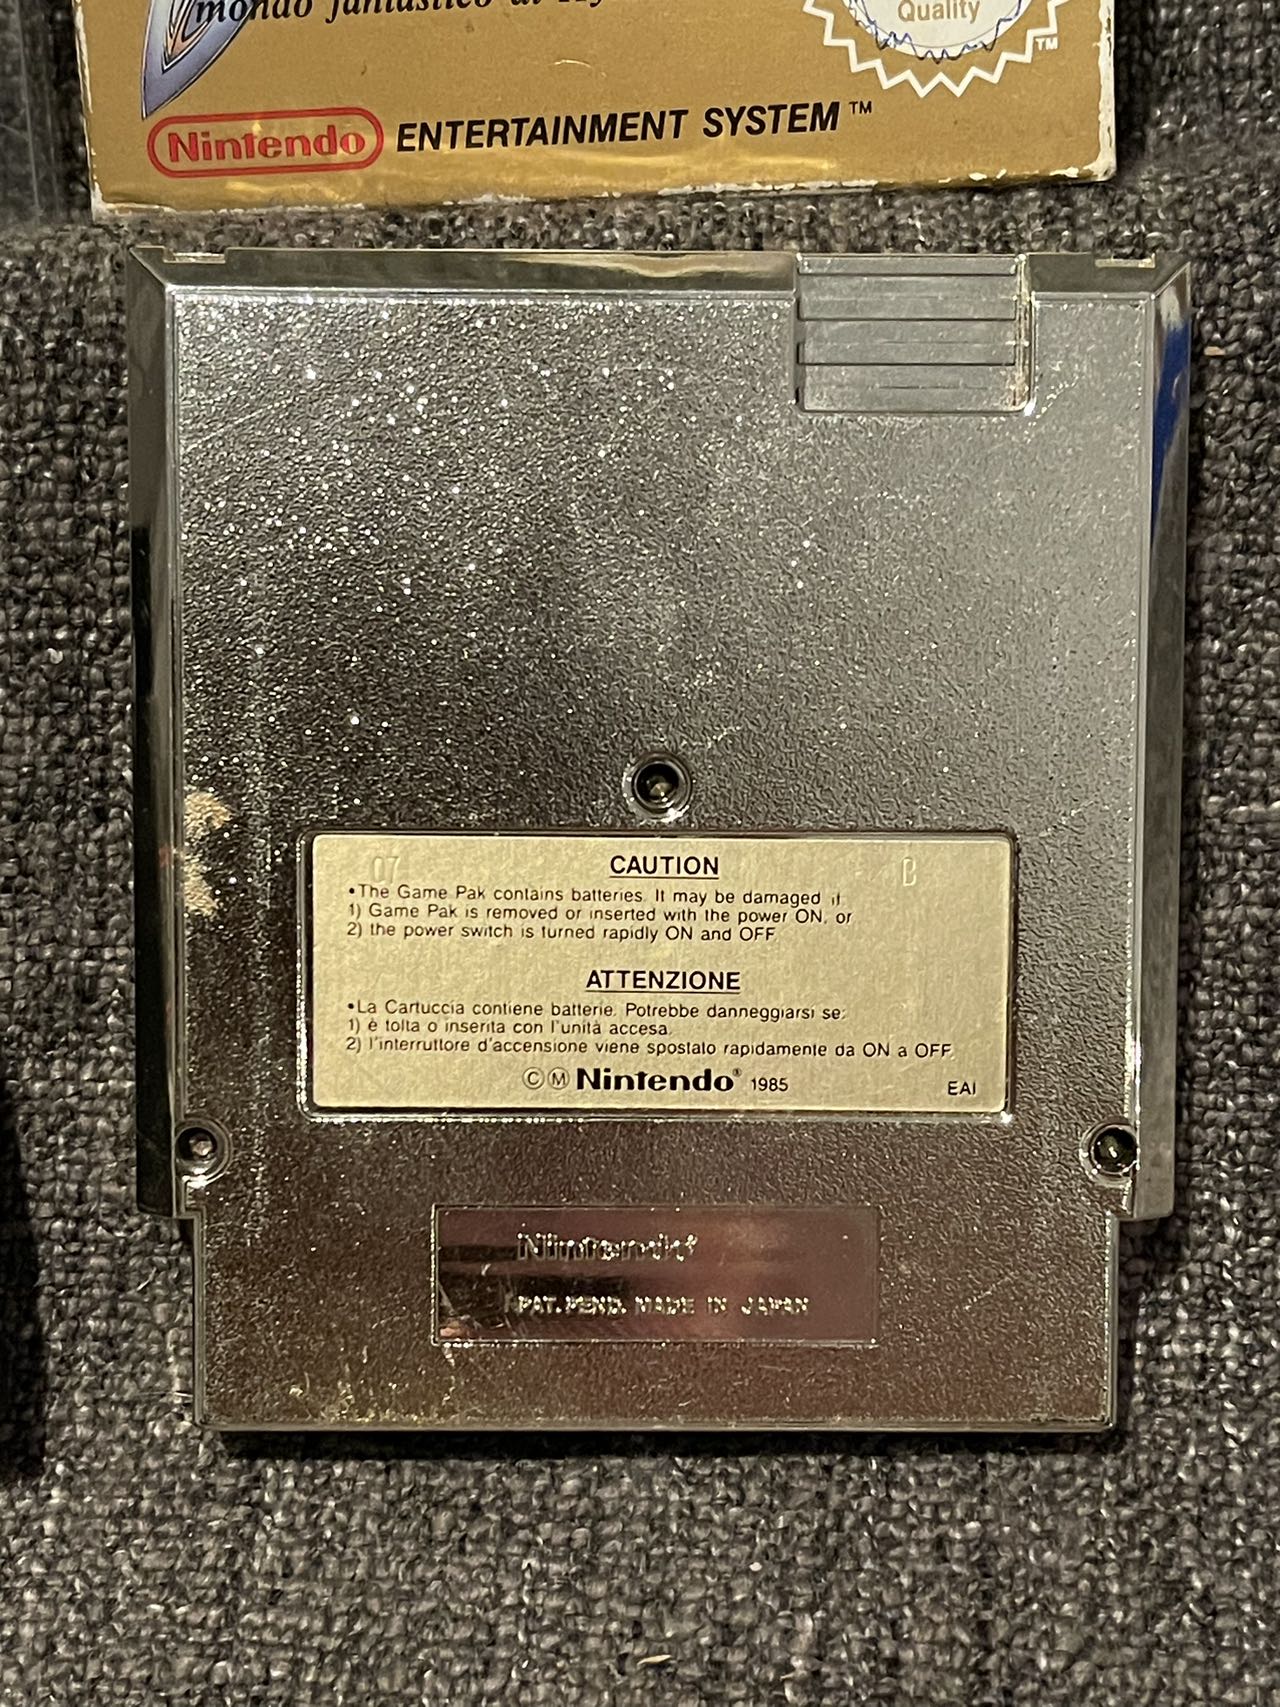 mondo fantastico di Hy
Quality
TM
Nintendo ENTERTAINMENT SYSTEM™
07 B
CAUTION
•The Game Pak contains batteries. It may be damaged if
1) Game Pak is removed or inserted with the power ON, or
2) the power switch is turned rapidly ON and OFF
ATTENZIONE
•La Cartuccia contiene batterie. Potrebbe danneggiarsi se:
1) è tolta o inserita con l'unità accesa.
2) l'interruttore d'accensione viene spostato rapidamente da ON a OFF.
ⒸⓂ Nintendo® 1985
EAI
Nintendo®
PAT. PEND. MADE IN JAPAN